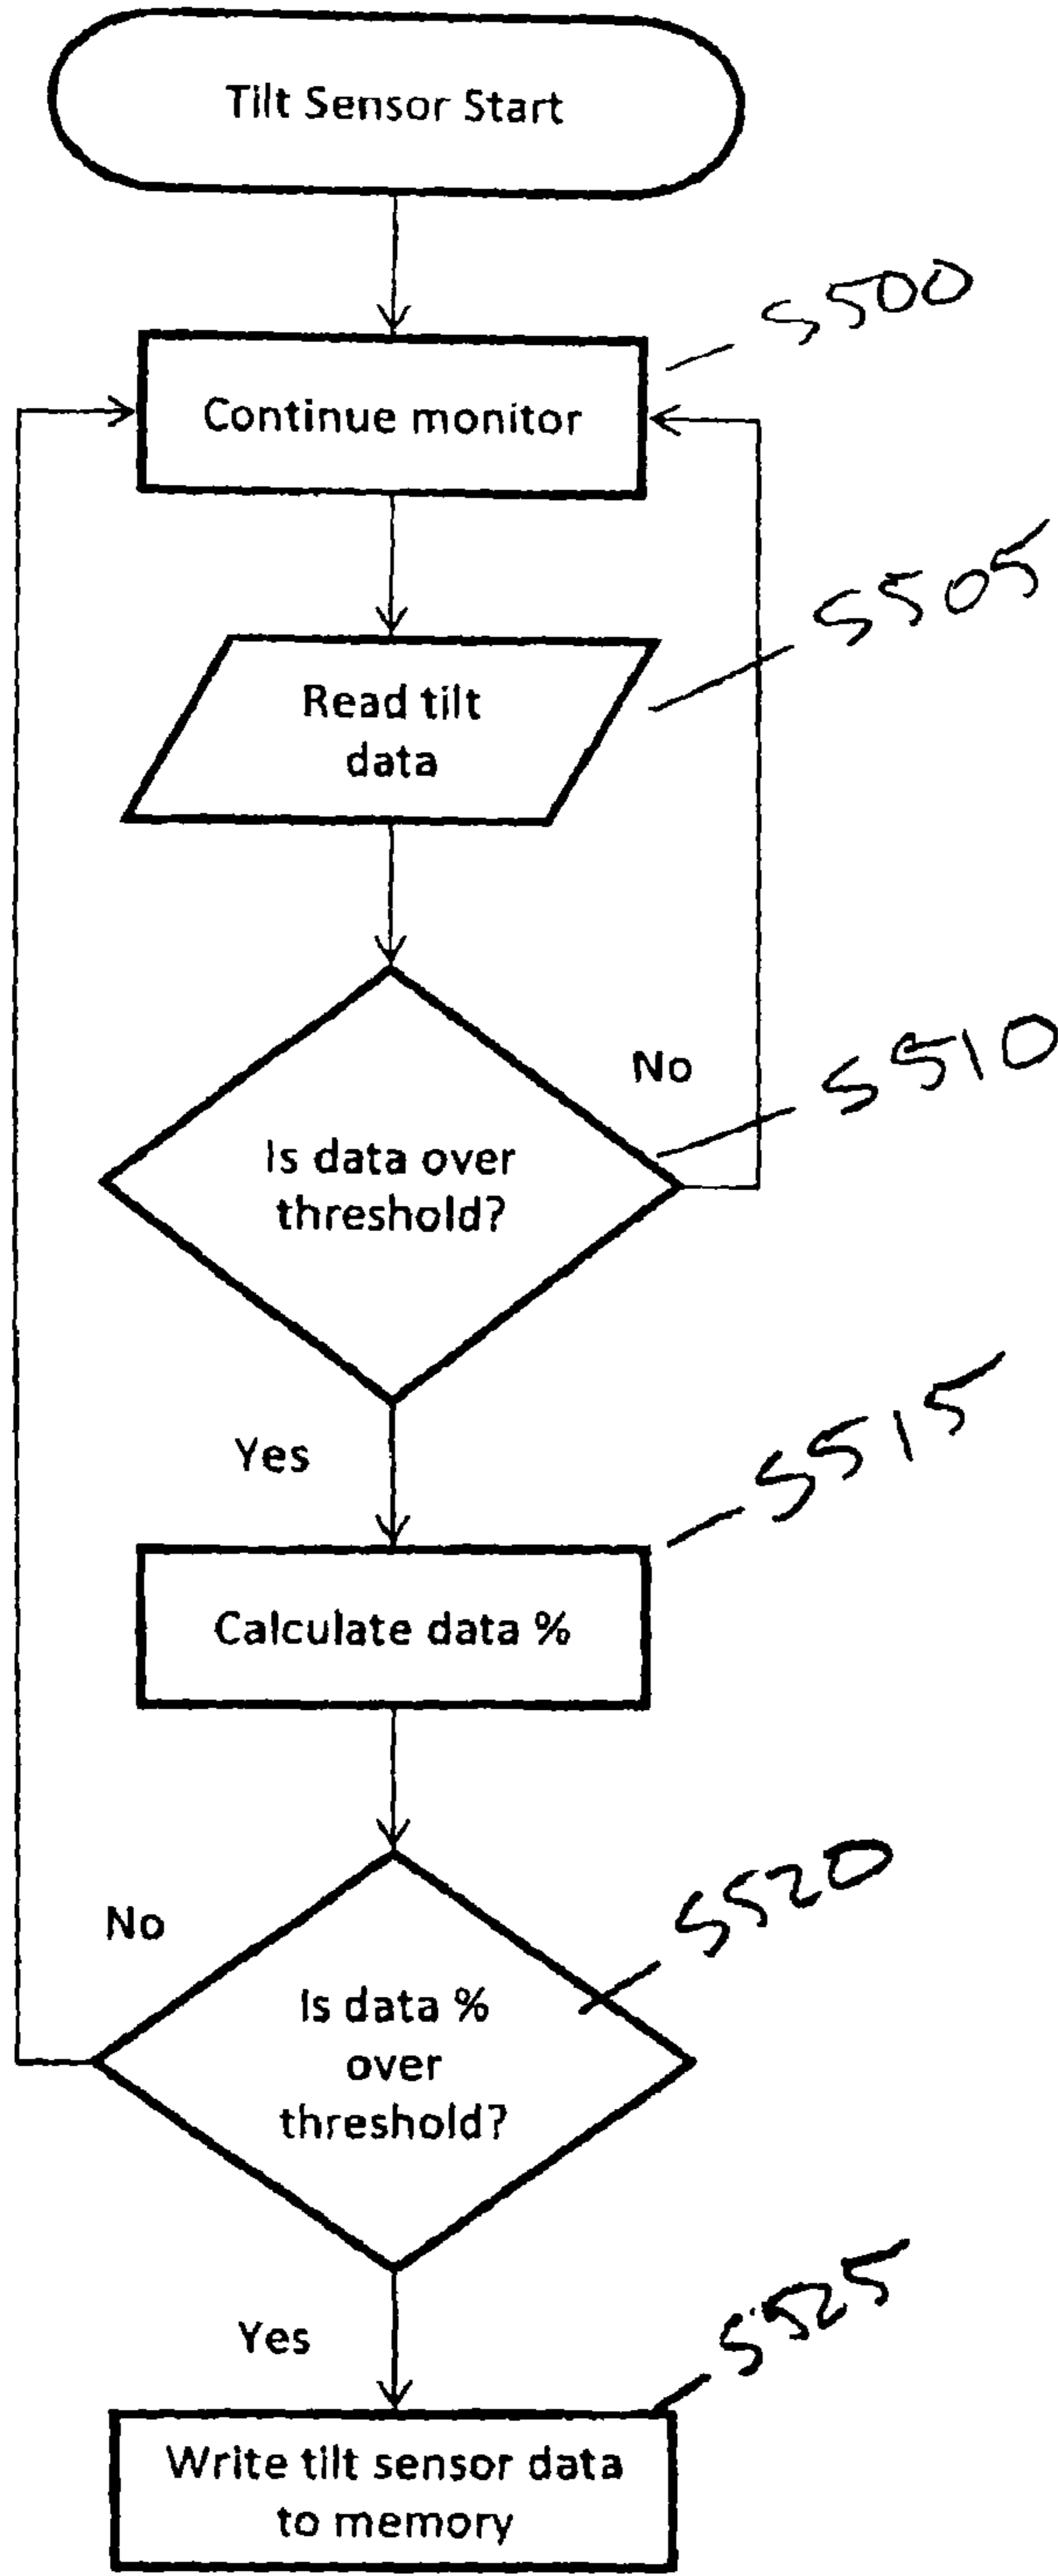 Tilt Sensor Start
S500
Continue monitor
S505
Read tilt
data
No
S510
Is data over
threshold?
Yes
S515
Calculate data %
S520
No
Is data %
over
threshold?
Yes
S525
Write tilt sensor data
to memory